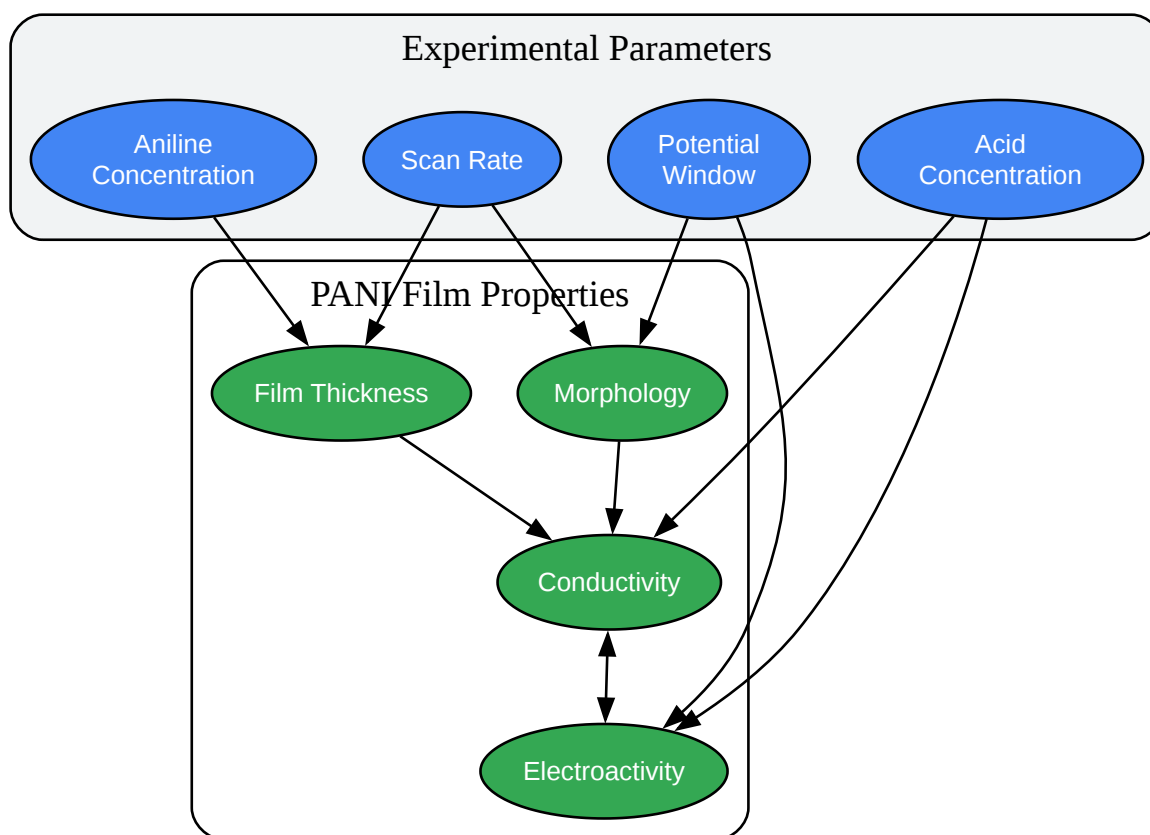 Experimental Parameters
Aniline
Concentration
Scan Rate
Potential
Window
Acid
Concentration
PANI Film Properties
Film Thickness
Morphology
Conductivity
Electroactivity